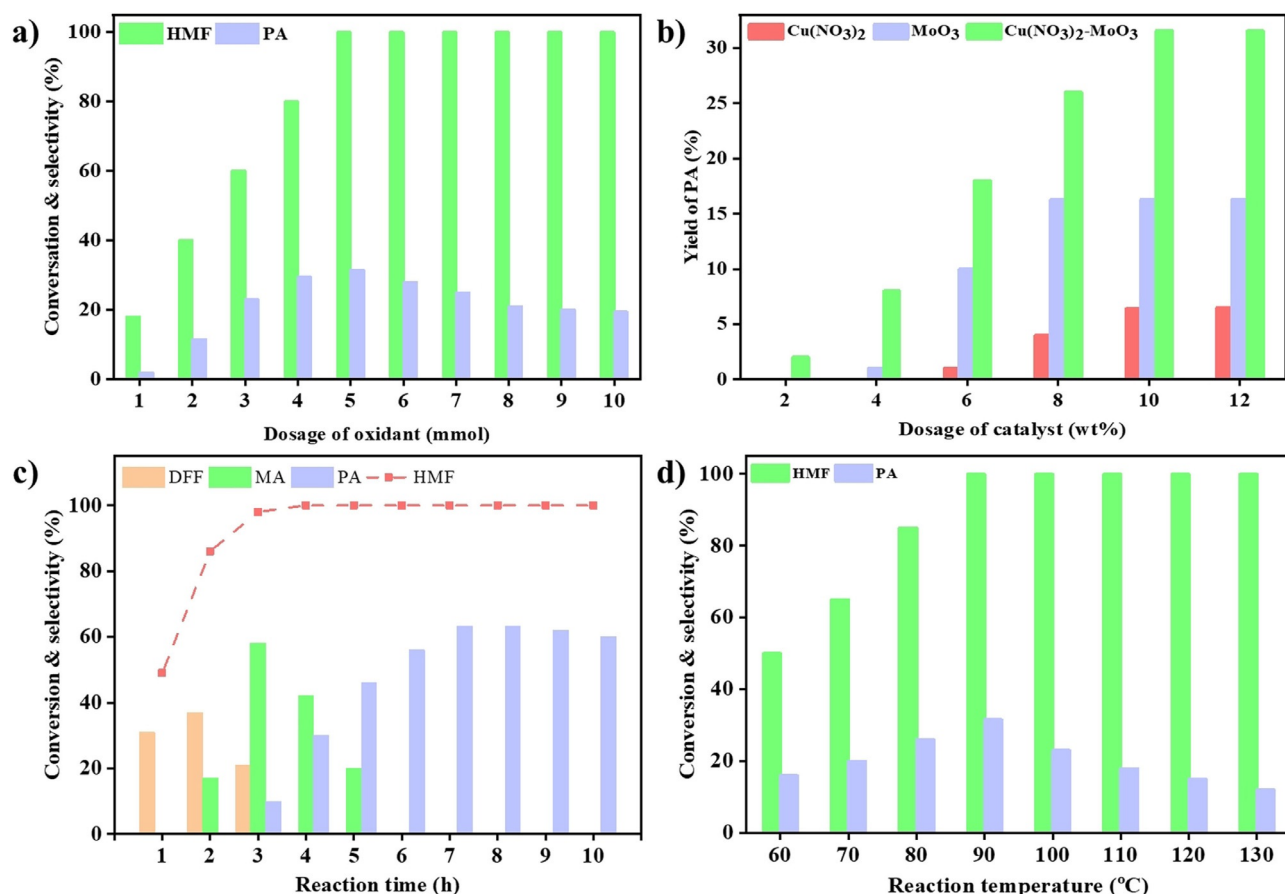 a)
HMF PA
Conversation & selectivity (%)
100
80
60
40
20
0
1 2 3 4 5 6 7 8 9 10
Dosage of oxidant (mmol)
b)
Cu(NO₃)₂ MoO₃ Cu(NO₃)₂-MoO₃
Yield of PA (%)
30
25
20
15
10
5
0
2 4 6 8 10 12
Dosage of catalyst (wt%)
c)
DFF MA PA HMF
Conversion & selectivity (%)
100
80
60
40
20
0
1 2 3 4 5 6 7 8 9 10
Reaction time (h)
d)
HMF PA
Conversion & selectivity (%)
100
80
60
40
20
0
60 70 80 90 100 110 120 130
Reaction temperature (°C)